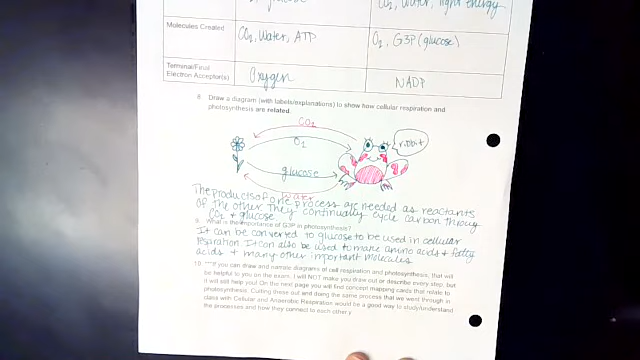 CO2, Water, light energy
Molecules Created
CO2, Water, ATP
O2, G3P (glucose)
Terminal/Final
Electron Acceptor(s)
Oxygen
NADP
8. Draw a diagram (with labels/explanations) to show how cellular respiration and
photosynthesis are related.
CO2
O2
ribbit
glucose
water
The products of one process are needed as reactants
of the other. They continually cycle carbon through
CO2 + glucose.
9. What is the importance of G3P in photosynthesis?
It can be converted to glucose to be used in cellular
respiration. It can also be used to make amino acids + fatty
acids + many other important molecules
10. ***If you can draw and narrate diagrams of cell respiration and photosynthesis, that will
be helpful to you on the exam. I will NOT make you draw out or describe every step, but
it will still help you! On the next page you will find concept mapping cards that relate to
photosynthesis. Cutting these out and doing the same process that we went through in
class with Cellular and Anaerobic Respiration would be a good way to study/understand
the processes and how they connect to each other.